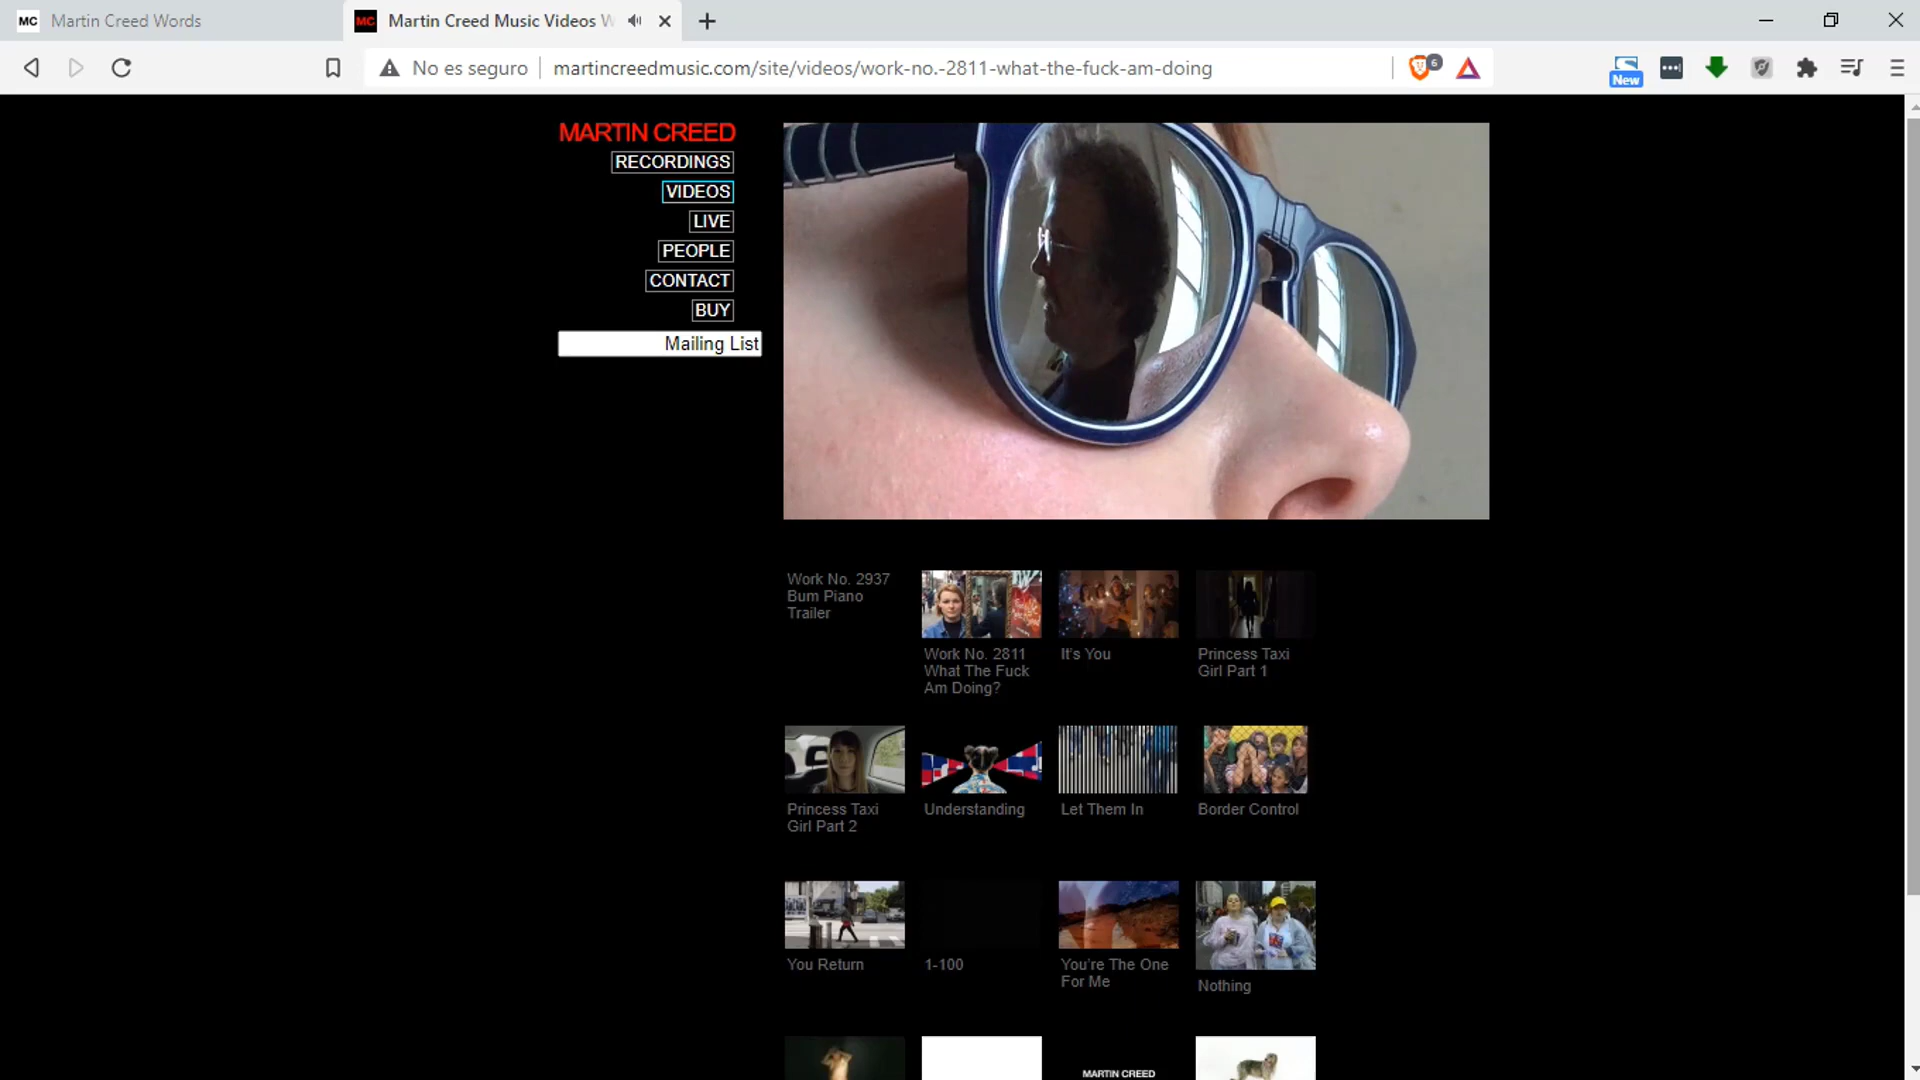 MC Martin Creed Words
MC Martin Creed Music Videos W
No es seguro martincreedmusic.com/site/videos/work-no.-2811-what-the-fuck-am-doing
6
New
MARTIN CREED
RECORDINGS
VIDEOS
LIVE
PEOPLE
CONTACT
BUY
Mailing List
Work No. 2937
Bum Piano
Trailer
Work No. 2811
What The Fuck
Am Doing?
It's You
Princess Taxi
Girl Part 1
Princess Taxi
Girl Part 2
Understanding
Let Them In
Border Control
You Return
1-100
You're The One
For Me
Nothing
MARTIN CREED